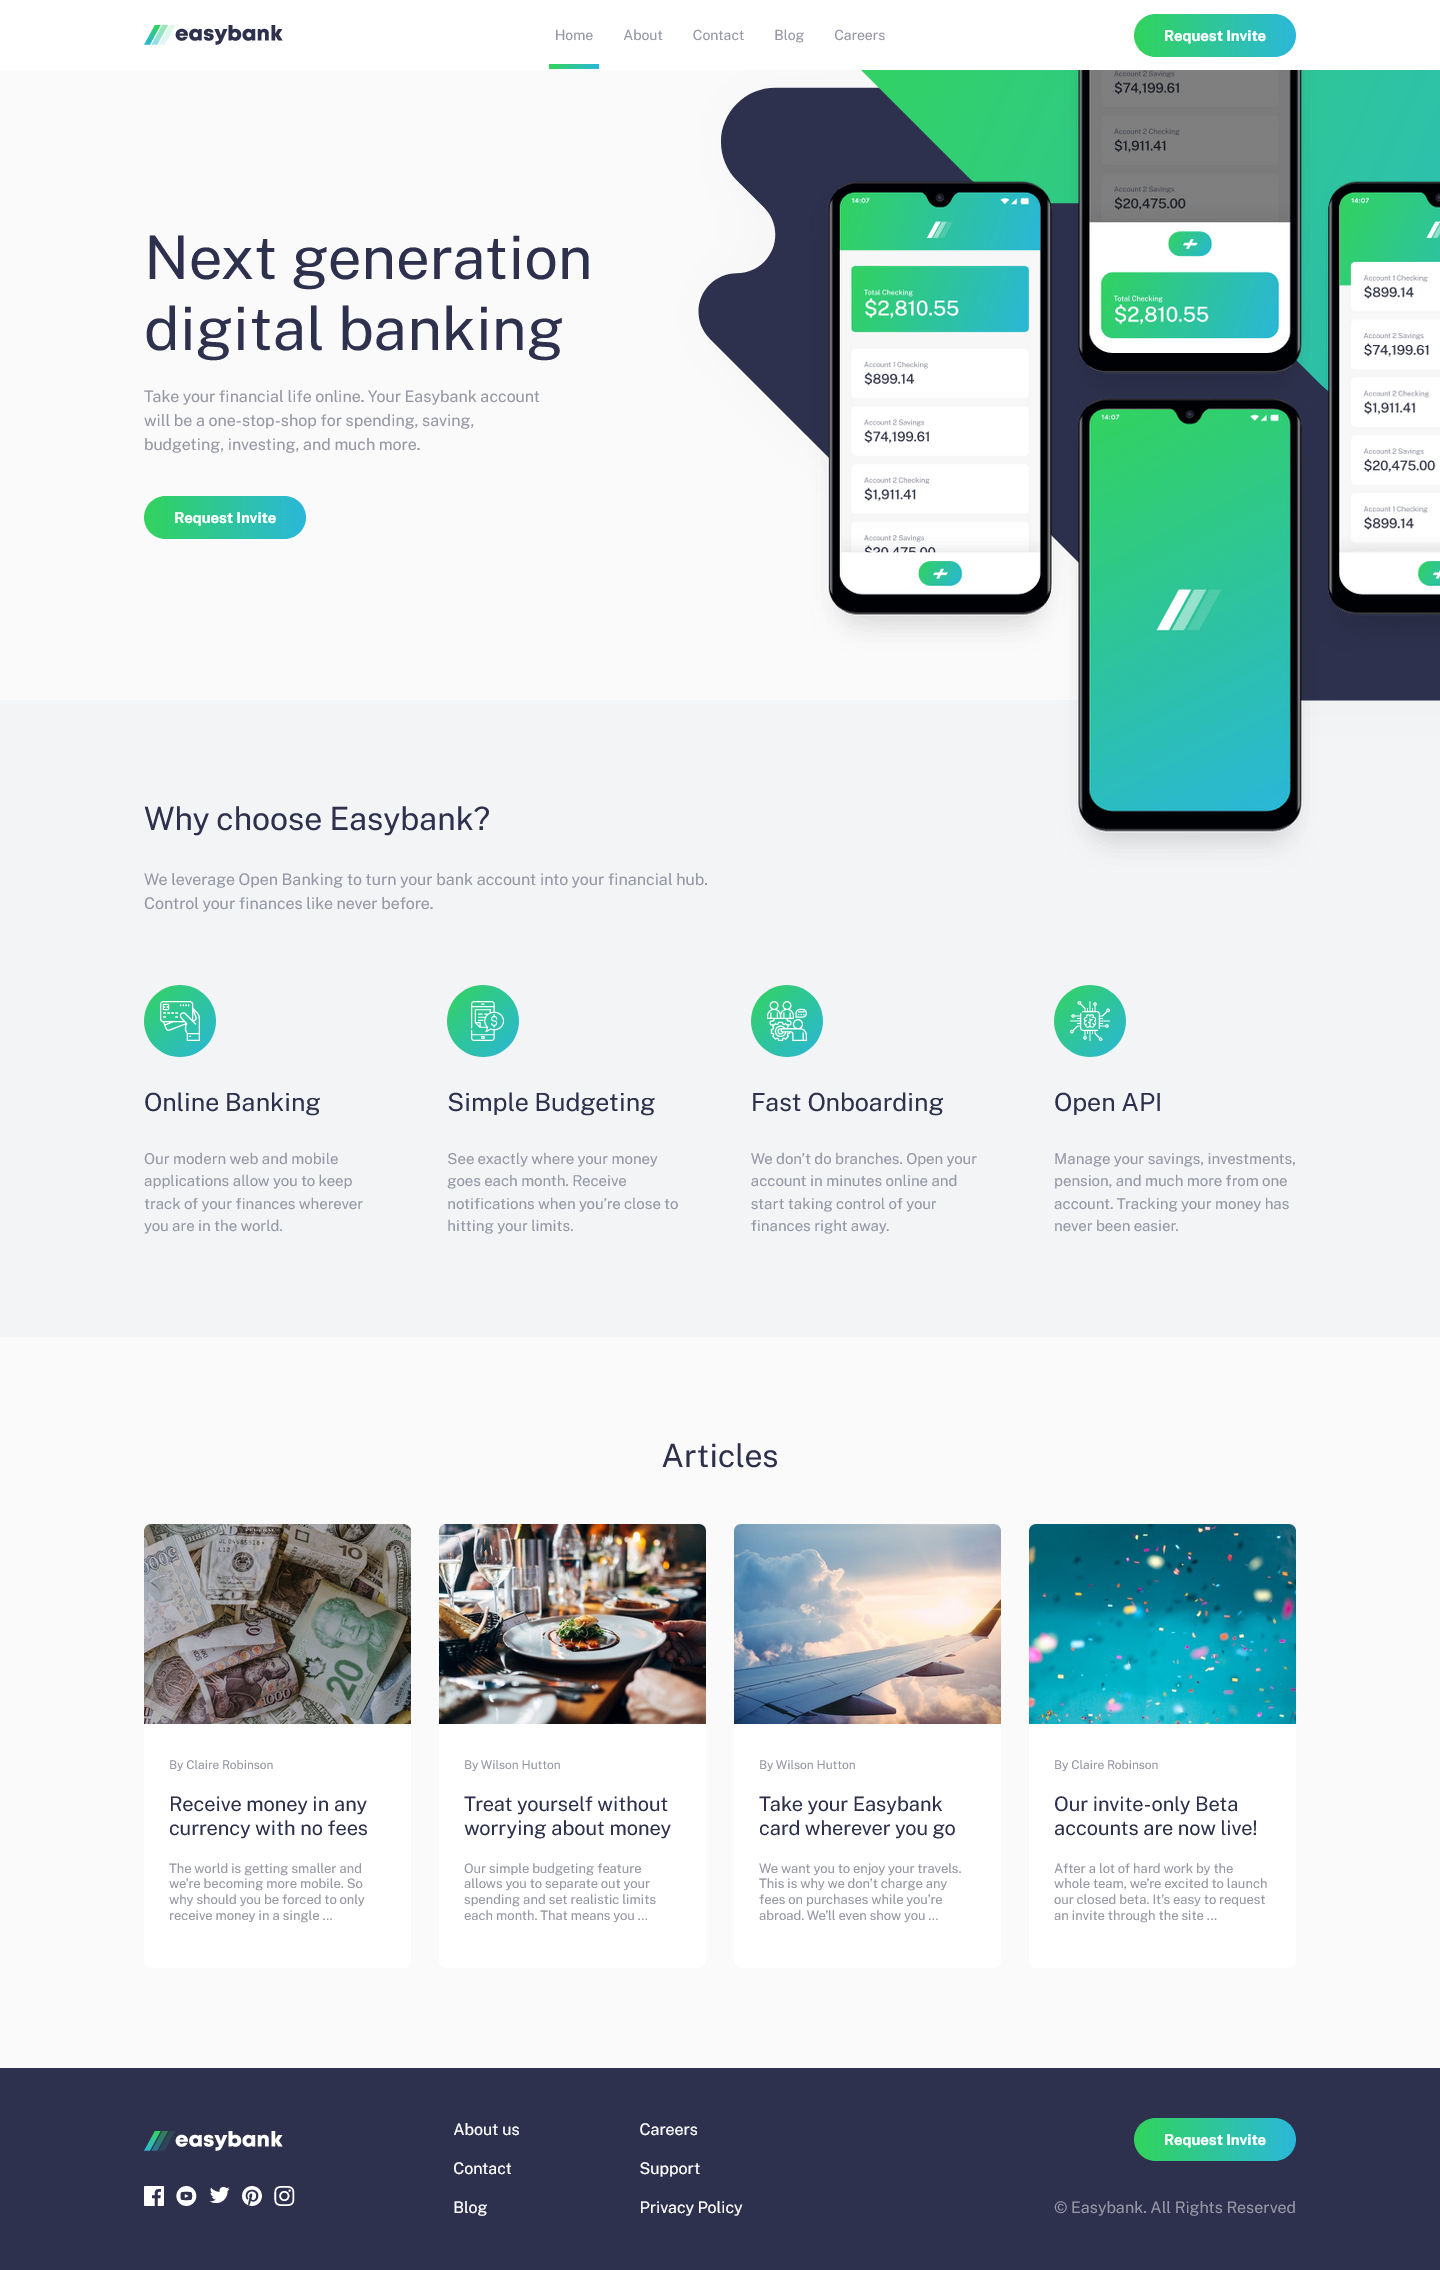 easybank
Home About Contact Blog Careers
Request Invite
Next generation
digital banking
Take your financial life online. Your Easybank account
will be a one-stop-shop for spending, saving,
budgeting, investing, and much more.
Request Invite
14:07
Total Checking
$2,810.55
Account 1 Checking
$899.14
Account 2 Savings
$74,199.61
Account 2 Checking
$1,911.41
Account 2 Savings
$20,475.00
Account 2 Savings
$74,199.61
Account 2 Checking
$1,911.41
Account 2 Savings
$20,475.00
Total Checking
$2,810.55
14:07
14:07
Account 1 Checking
$899.14
Account 2 Savings
$74,199.61
Account 2 Checking
$1,911.41
Account 2 Savings
$20,475.00
Account 1 Checking
$899.14
Why choose Easybank?
We leverage Open Banking to turn your bank account into your financial hub.
Control your finances like never before.
Online Banking
Our modern web and mobile
applications allow you to keep
track of your finances wherever
you are in the world.
Simple Budgeting
See exactly where your money
goes each month. Receive
notifications when you’re close to
hitting your limits.
Fast Onboarding
We don’t do branches. Open your
account in minutes online and
start taking control of your
finances right away.
Open API
Manage your savings, investments,
pension, and much more from one
account. Tracking your money has
never been easier.
Articles
By Claire Robinson
Receive money in any
currency with no fees
The world is getting smaller and
we’re becoming more mobile. So
why should you be forced to only
receive money in a single …
By Wilson Hutton
Treat yourself without
worrying about money
Our simple budgeting feature
allows you to separate out your
spending and set realistic limits
each month. That means you …
By Wilson Hutton
Take your Easybank
card wherever you go
We want you to enjoy your travels.
This is why we don’t charge any
fees on purchases while you’re
abroad. We’ll even show you …
By Claire Robinson
Our invite-only Beta
accounts are now live!
After a lot of hard work by the
whole team, we’re excited to launch
our closed beta. It’s easy to request
an invite through the site …
easybank
About us
Contact
Blog
Careers
Support
Privacy Policy
Request Invite
© Easybank. All Rights Reserved